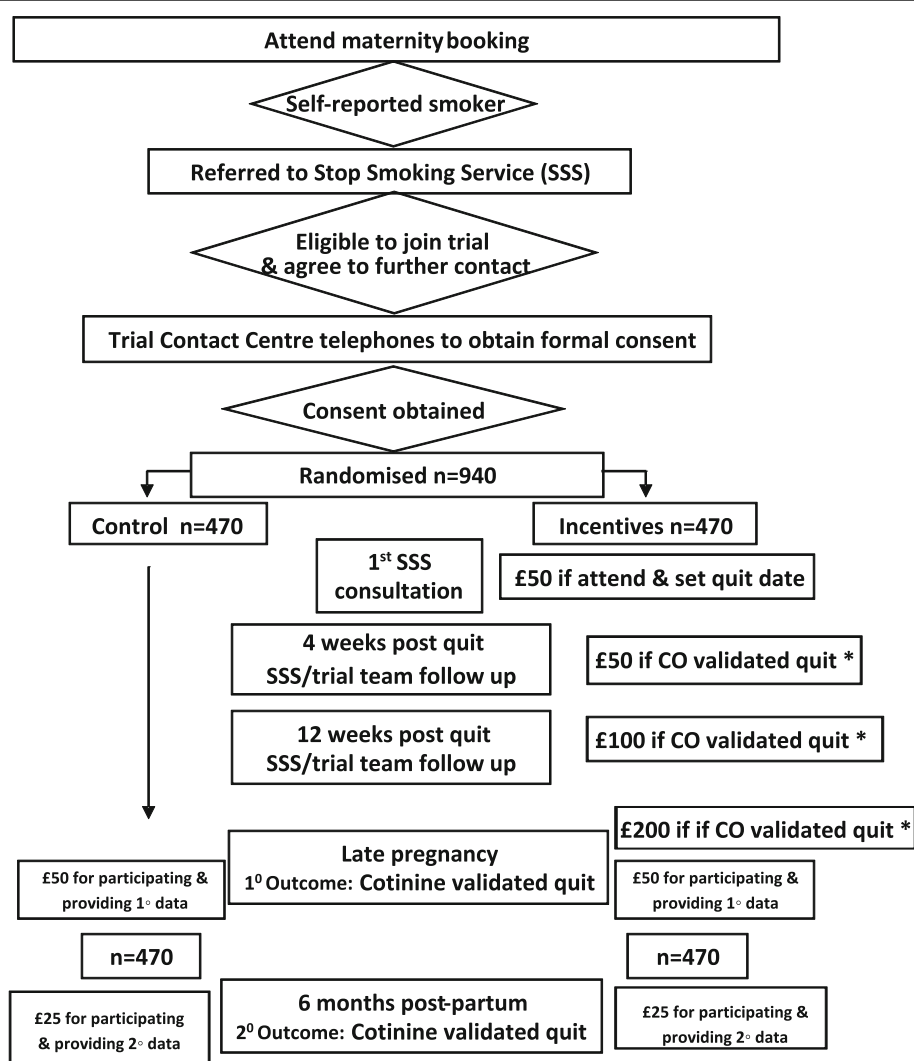 Attend maternity booking
Self-reported smoker
Referred to Stop Smoking Service (SSS)
Eligible to join trial
& agree to further contact
Trial Contact Centre telephones to obtain formal consent
Consent obtained
Randomised n=940
Control n=470
Incentives n=470
1st SSS
consultation
£50 if attend & set quit date
4 weeks post quit
SSS/trial team follow up
£50 if CO validated quit *
12 weeks post quit
SSS/trial team follow up
£100 if CO validated quit *
£200 if if CO validated quit *
Late pregnancy
1⁰ Outcome: Cotinine validated quit
£50 for participating &
providing 1◦ data
£50 for participating &
providing 1◦ data
n=470
n=470
6 months post-partum
2⁰ Outcome: Cotinine validated quit
£25 for participating
& providing 2◦ data
£25 for participating &
providing 2◦ data